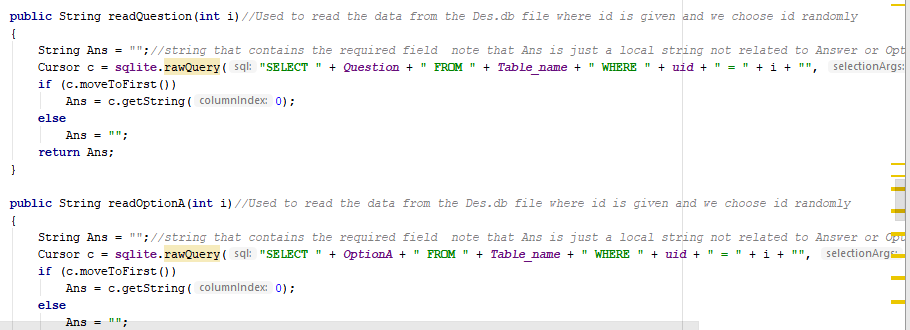 public String readQuestion(int i)//Used to read the data from the Des.db file where id is given and we choose id randomly
{
String Ans = "";//string that contains the required field  note that Ans is just a local string not related to Answer or Opt
Cursor c = sqlite.rawQuery( sql: "SELECT " + Question + " FROM " + Table_name + " WHERE " + uid + " = " + i + "", selectionArgs:
if (c.moveToFirst())
Ans = c.getString( columnIndex: 0);
else
Ans = "";
return Ans;
}
public String readOptionA(int i)//Used to read the data from the Des.db file where id is given and we choose id randomly
{
String Ans = "";//string that contains the required field  note that Ans is just a local string not related to Answer or Opt
Cursor c = sqlite.rawQuery( sql: "SELECT " + OptionA + " FROM " + Table_name + " WHERE " + uid + " = " + i + "", selectionArgs:
if (c.moveToFirst())
Ans = c.getString( columnIndex: 0);
else
Ans = "";